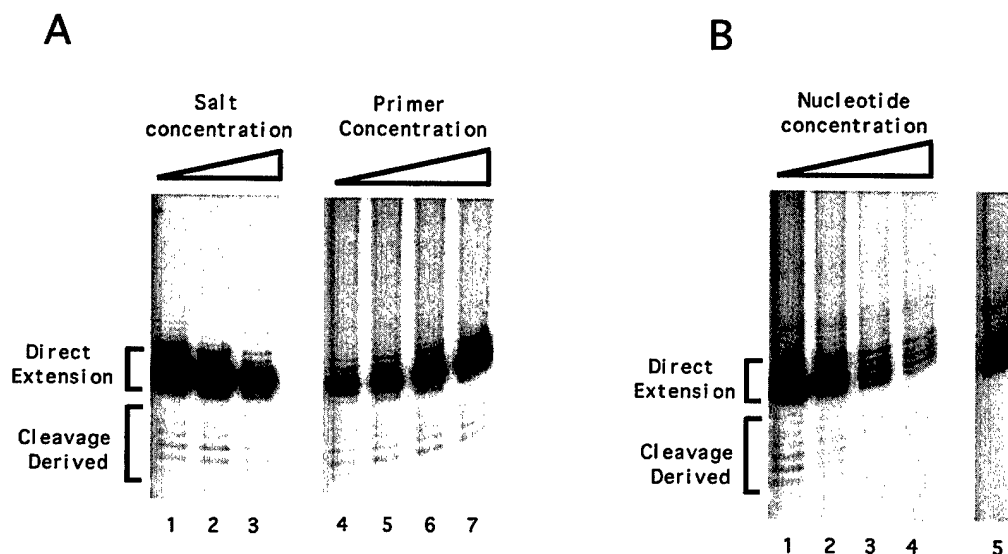 A
Salt
concentration
Primer
Concentration
Direct
Extension
Cleavage
Derived
1 2 3 4 5 6 7
B
Nucleotide
concentration
Direct
Extension
Cleavage
Derived
1 2 3 4 5